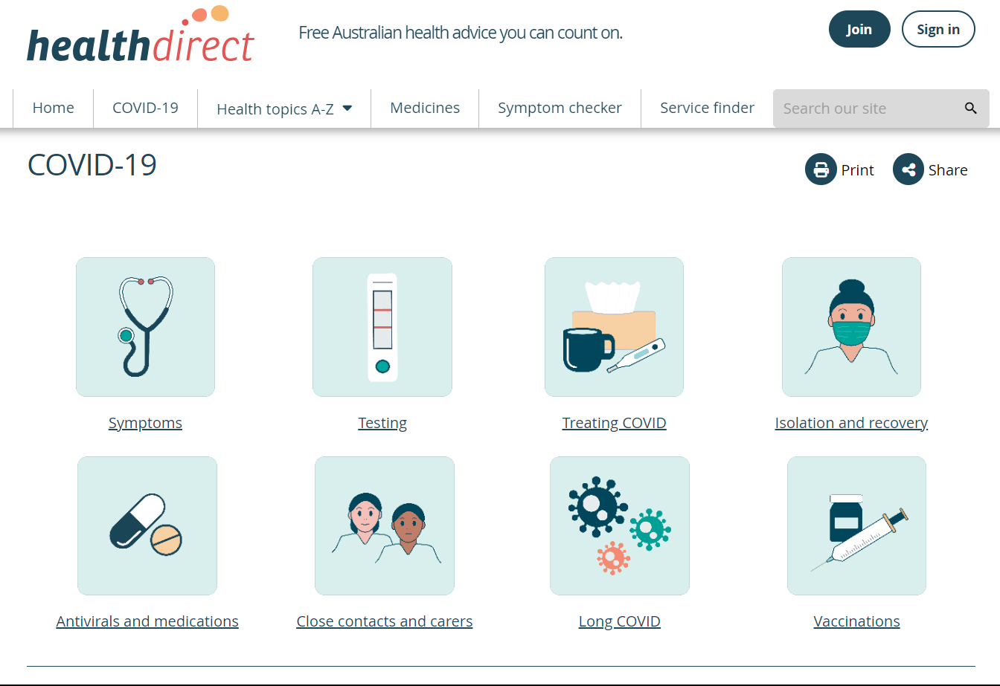 healthdirect
Free Australian health advice you can count on.
Join
Sign in
Home
COVID-19
Health topics A-Z
Medicines
Symptom checker
Service finder
Search our site
COVID-19
Print
Share
Symptoms
Testing
Treating COVID
Isolation and recovery
Antivirals and medications
Close contacts and carers
Long COVID
Vaccinations